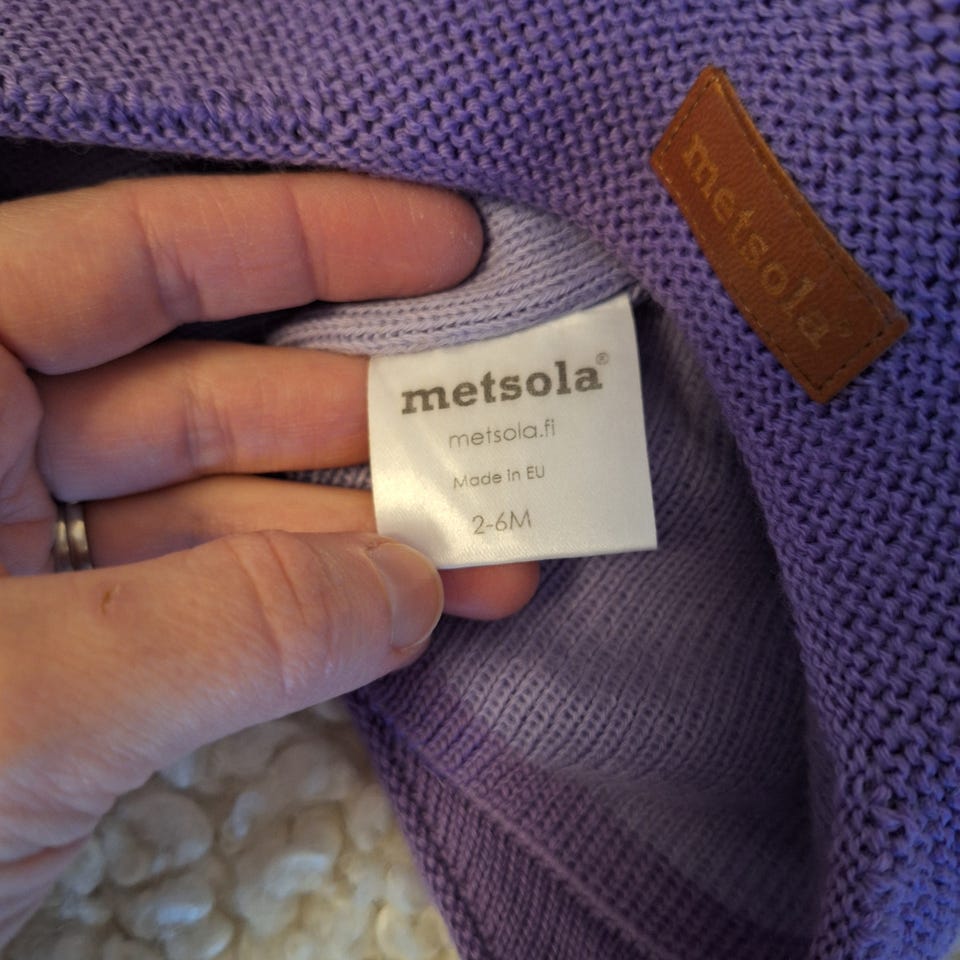 metsola®
metsola.fi
Made in EU
2-6M
metsola